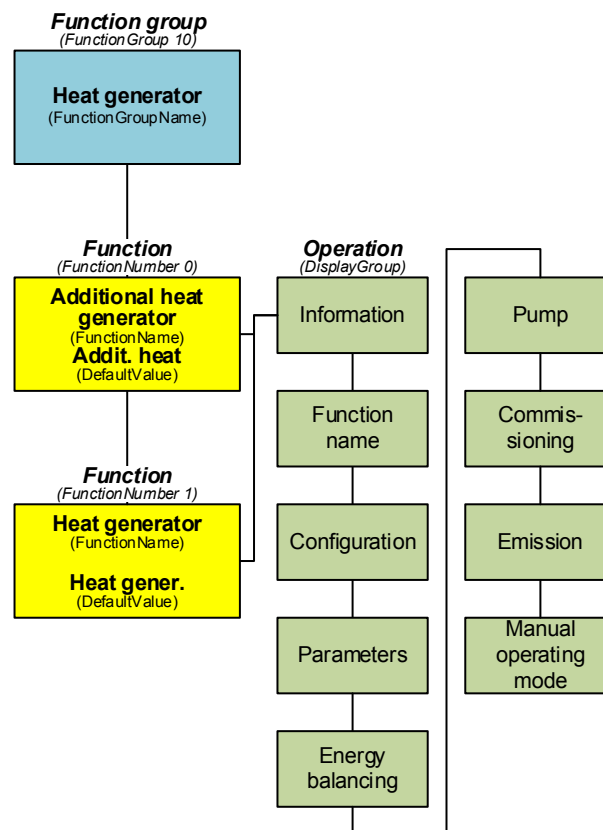 Function group
(FunctionGroup 10)
Heat generator
(FunctionGroupName)
Function
(FunctionNumber 0)
Additional heat
generator
(FunctionName)
Addit. heat
(DefaultValue)
Function
(FunctionNumber 1)
Heat generator
(FunctionName)
Heat gener.
(DefaultValue)
Operation
(DisplayGroup)
Information
Function
name
Configuration
Parameters
Energy
balancing
Pump
Commis-
sioning
Emission
Manual
operating
mode